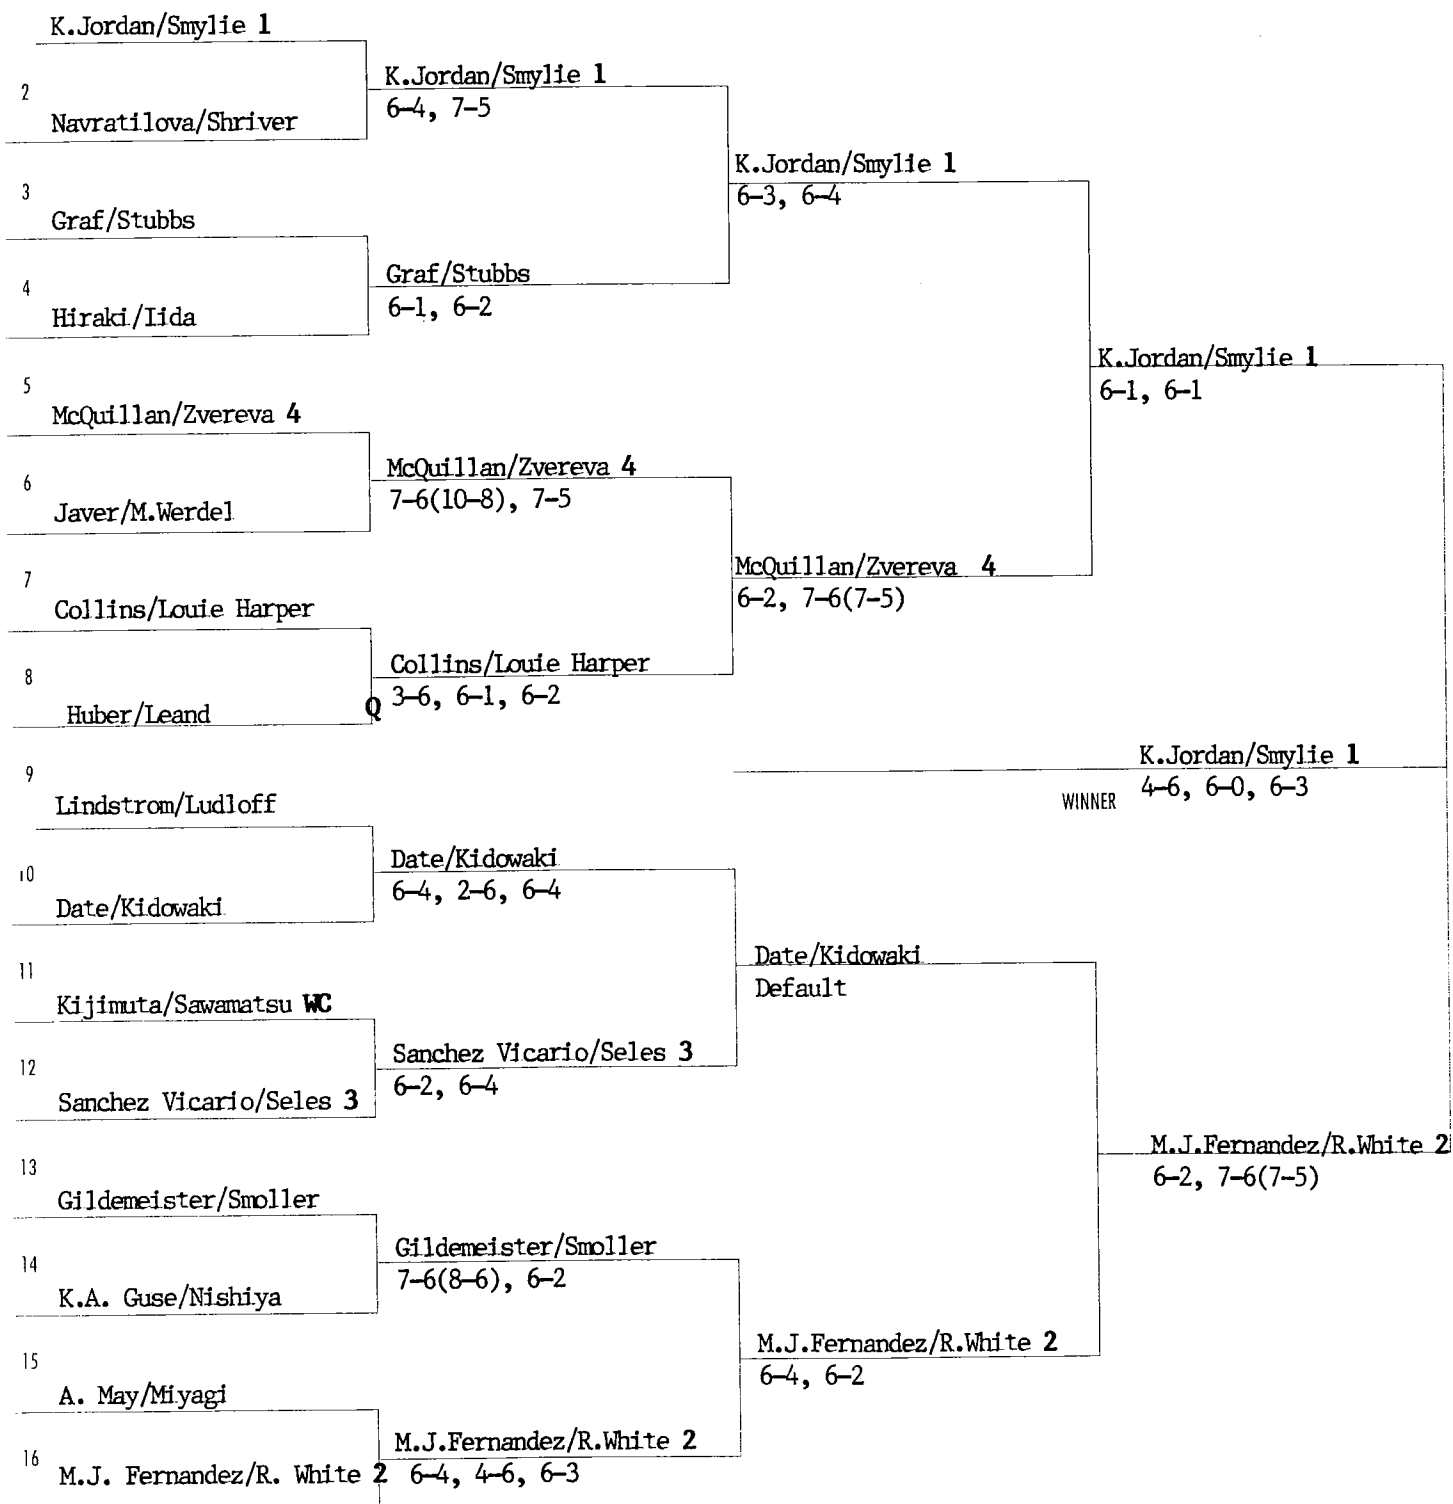 K.Jordan/Smylie 1
2
Navratilova/Shriver
3
Graf/Stubbs
4
Hiraki/Iida
5
McQuillan/Zvereva 4
6
Javer/M.Werdel
7
Collins/Louie Harper
8
Huber/Leand Q
9
Lindstrom/Ludloff
10
Date/Kidowaki
11
Kijimuta/Sawamatsu WC
12
Sanchez Vicario/Seles 3
13
Gildemeister/Smoller
14
K.A. Guse/Nishiya
15
A. May/Miyagi
16
M.J. Fernandez/R. White 2
K.Jordan/Smylie 1
6-4, 7-5
Graf/Stubbs
6-1, 6-2
McQuillan/Zvereva 4
7-6(10-8), 7-5
Collins/Louie Harper
3-6, 6-1, 6-2
Date/Kidowaki
6-4, 2-6, 6-4
Sanchez Vicario/Seles 3
6-2, 6-4
Gildemeister/Smoller
7-6(8-6), 6-2
M.J.Fernandez/R.White 2
6-4, 4-6, 6-3
K.Jordan/Smylie 1
6-3, 6-4
McQuillan/Zvereva 4
6-2, 7-6(7-5)
Date/Kidowaki
Default
M.J.Fernandez/R.White 2
6-4, 6-2
K.Jordan/Smylie 1
6-1, 6-1
M.J.Fernandez/R.White 2
6-2, 7-6(7-5)
K.Jordan/Smylie 1
WINNER 4-6, 6-0, 6-3